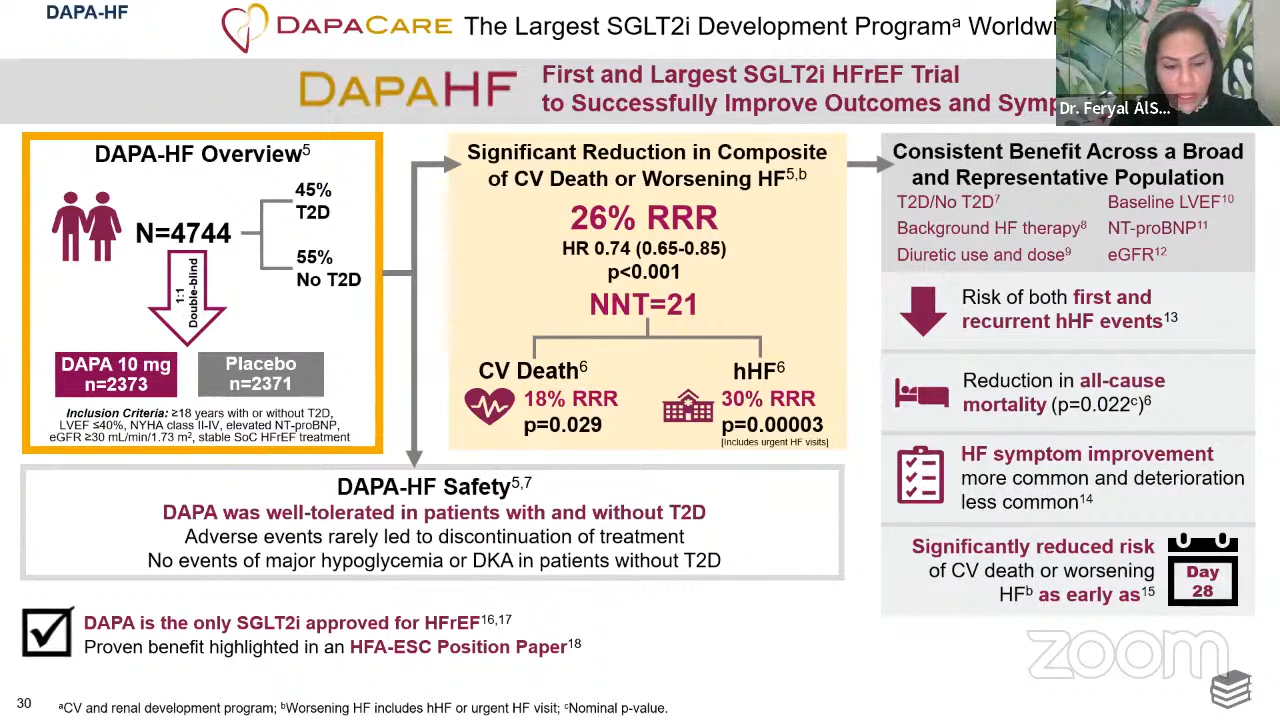 DAPA-HF
DAPACARE The Largest SGLT2i Development Programᵃ
DAPAHF
First and Largest SGLT2i HFrEF Trial
to Successfully Improve Outcomes and
Dr. Feryal AlS...
DAPA-HF Overview⁵
N=4744
45%
T2D
55%
No T2D
1:1
Double-blind
DAPA 10 mg
n=2373
Placebo
n=2371
Inclusion Criteria: ≥18 years with or without T2D,
LVEF ≤40%, NYHA class II-IV, elevated NT-proBNP,
eGFR ≥30 mL/min/1.73 m², stable SoC HFrEF treatment
Significant Reduction in Composite
of CV Death or Worsening HF⁵,ᵇ
26% RRR
HR 0.74 (0.65-0.85)
p<0.001
NNT=21
CV Death⁶
18% RRR
p=0.029
hHF⁶
30% RRR
p=0.00003
[Includes urgent HF visits]
Consistent Benefit Across a Broad
and Representative Population
T2D/No T2D⁷
Baseline LVEF¹⁰
Background HF therapy⁸
NT-proBNP¹¹
Diuretic use and dose⁹
eGFR¹²
Risk of both first and
recurrent hHF events¹³
Reduction in all-cause
mortality (p=0.022ᶜ)⁶
HF symptom improvement
more common and deterioration
less common¹⁴
Significantly reduced risk
of CV death or worsening
HFᵇ as early as¹⁵
Day
28
DAPA-HF Safety⁵,⁷
DAPA was well-tolerated in patients with and without T2D
Adverse events rarely led to discontinuation of treatment
No events of major hypoglycemia or DKA in patients without T2D
DAPA is the only SGLT2i approved for HFrEF¹⁶,¹⁷
Proven benefit highlighted in an HFA-ESC Position Paper¹⁸
zoom
30
ᵃCV and renal development program; ᵇWorsening HF includes hHF or urgent HF visit; ᶜNominal p-value.